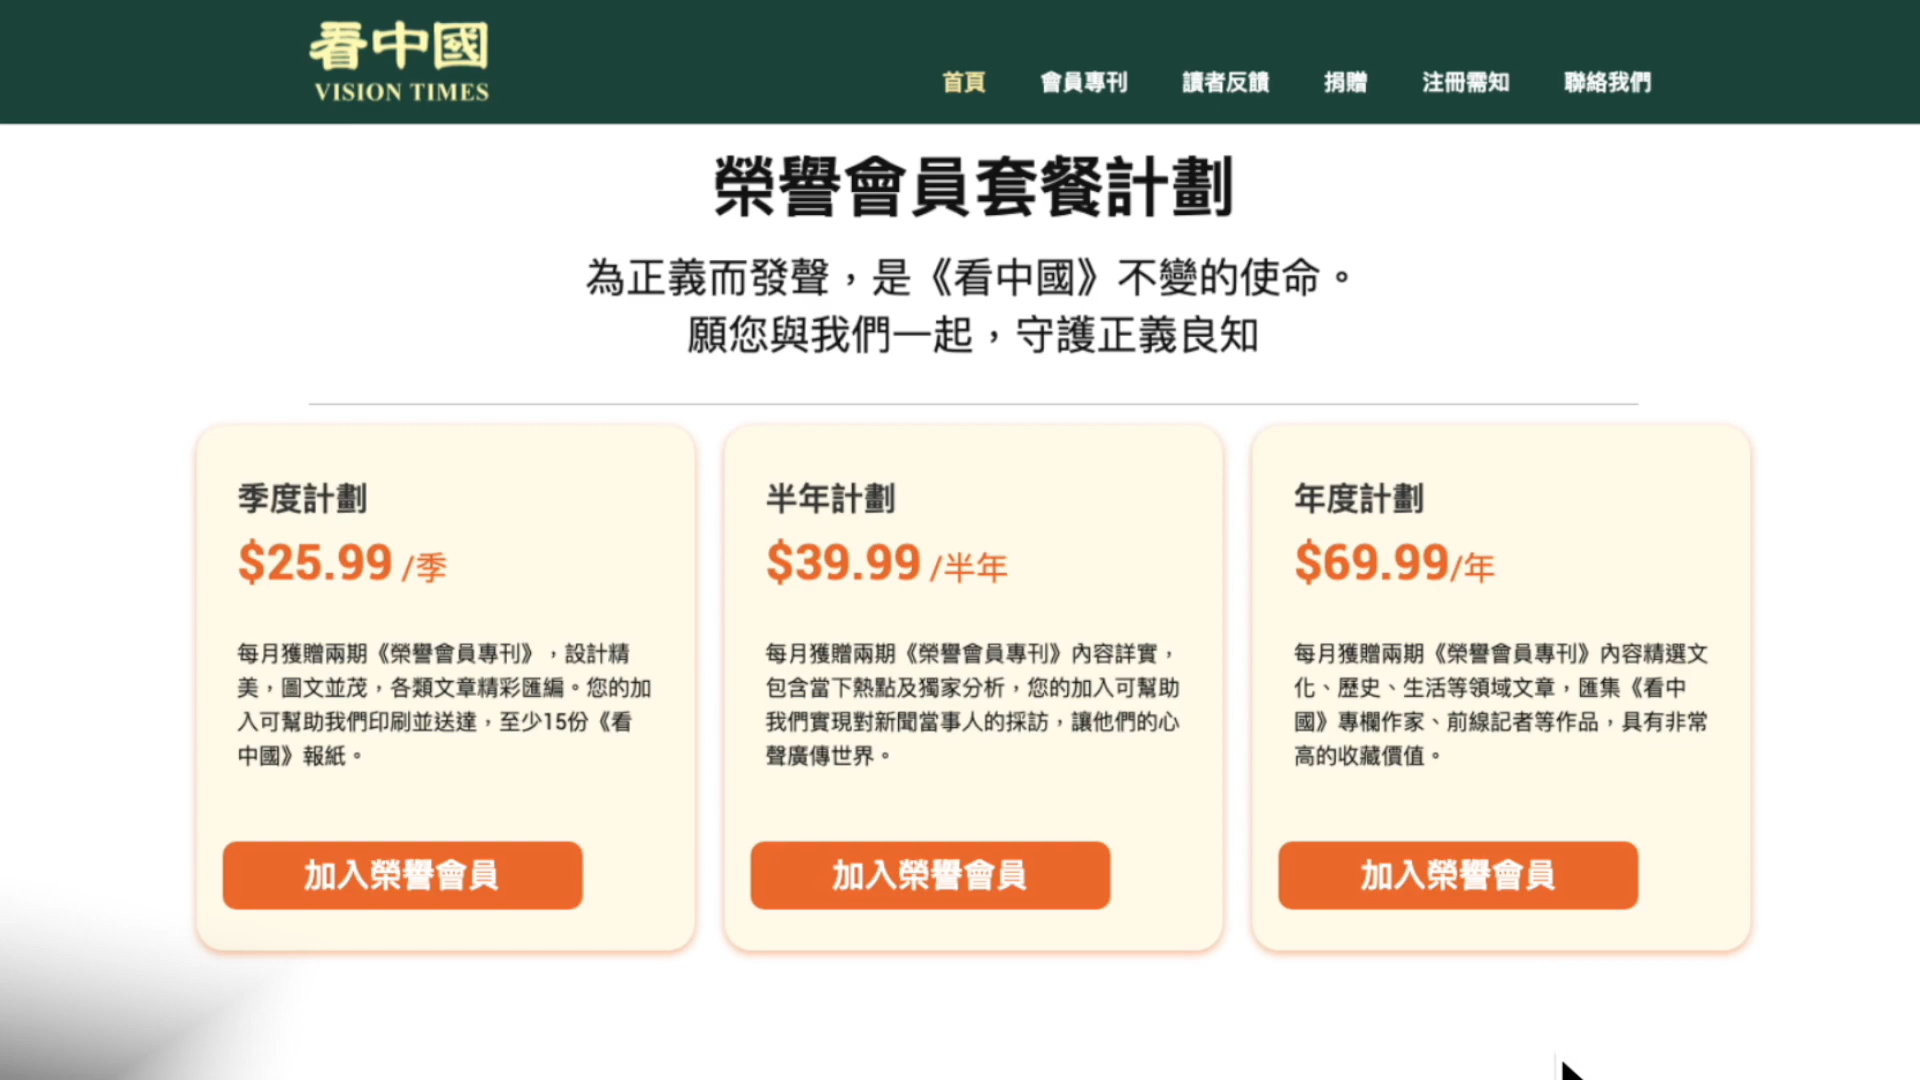 看中國
VISION TIMES
首頁 會員專刊 讀者反饋 捐贈 注冊需知 聯絡我們
榮譽會員套餐計劃
為正義而發聲，是《看中國》不變的使命。
願您與我們一起，守護正義良知
季度計劃
$25.99 /季
每月獲贈兩期《榮譽會員專刊》，設計精
美，圖文並茂，各類文章精彩匯編。您的加
入可幫助我們印刷並送達，至少15份《看
中國》報紙。
加入榮譽會員
半年計劃
$39.99 /半年
每月獲贈兩期《榮譽會員專刊》內容詳實，
包含當下熱點及獨家分析，您的加入可幫助
我們實現對新聞當事人的採訪，讓他們的心
聲廣傳世界。
加入榮譽會員
年度計劃
$69.99/年
每月獲贈兩期《榮譽會員專刊》內容精選文
化、歷史、生活等領域文章，匯集《看中
國》專欄作家、前線記者等作品，具有非常
高的收藏價值。
加入榮譽會員